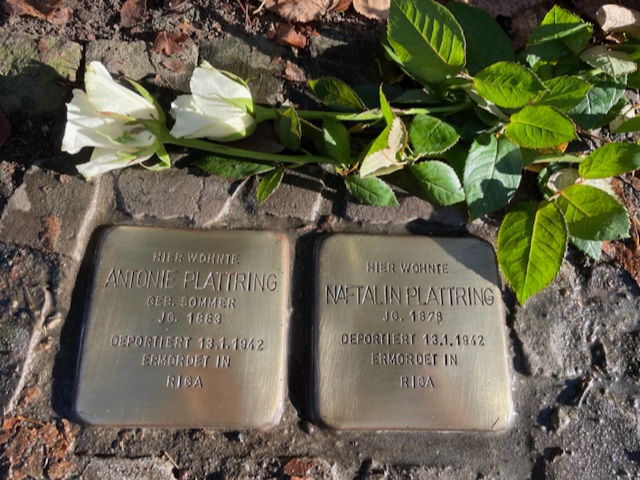 HIER WOHNTE
ANTONIE PLATTRING
GEB. SOMMER
JG. 1883
DEPORTIERT 13.1.1942
ERMORDET IN
RIGA
HIER WOHNTE
NAFTALIN PLATTRING
JG. 1878
DEPORTIERT 13.1.1942
ERMORDET IN
RIGA